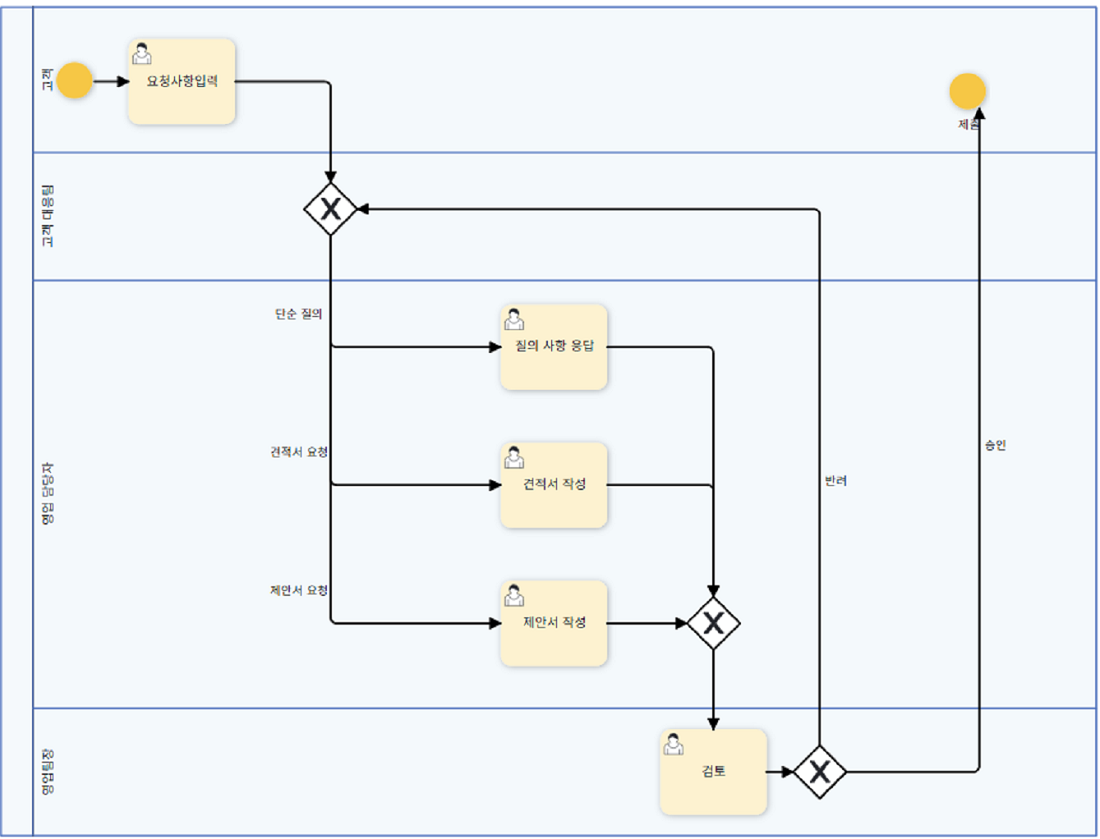 고객
요청사항입력
제출
고객 대응팀
X
영업 담당자
단순 질의
질의 사항 응답
견적서 요청
견적서 작성
승인
반려
제안서 요청
제안서 작성
X
영업팀장
검토
X